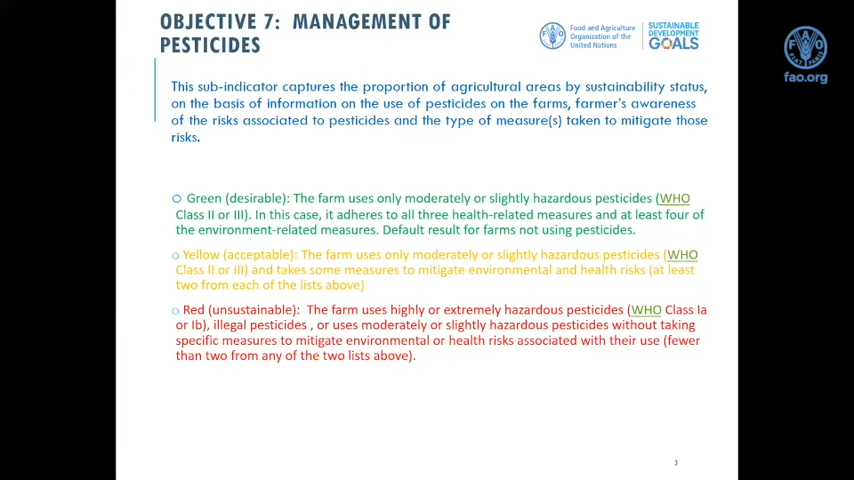 OBJECTIVE 7: MANAGEMENT OF
PESTICIDES
Food and Agriculture
Organization of the
United Nations
SUSTAINABLE
DEVELOPMENT
GOALS
fao.org
This sub-indicator captures the proportion of agricultural areas by sustainability status,
on the basis of information on the use of pesticides on the farms, farmer's awareness
of the risks associated to pesticides and the type of measure(s) taken to mitigate those
risks.
Green (desirable): The farm uses only moderately or slightly hazardous pesticides (WHO
Class II or III). In this case, it adheres to all three health-related measures and at least four of
the environment-related measures. Default result for farms not using pesticides.
Yellow (acceptable): The farm uses only moderately or slightly hazardous pesticides (WHO
Class II or III) and takes some measures to mitigate environmental and health risks (at least
two from each of the lists above)
Red (unsustainable): The farm uses highly or extremely hazardous pesticides (WHO Class Ia
or Ib), illegal pesticides , or uses moderately or slightly hazardous pesticides without taking
specific measures to mitigate environmental or health risks associated with their use (fewer
than two from any of the two lists above).
3